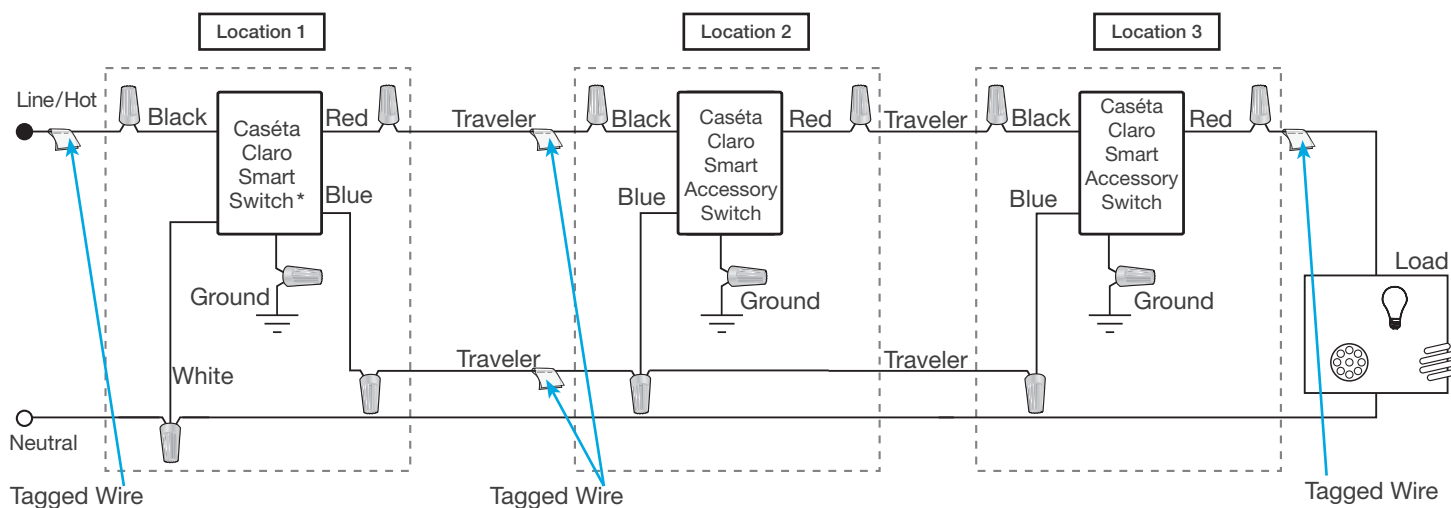 Location 1
Location 2
Location 3
Line/Hot
Black
Caséta
Claro
Smart
Switch*
Red
Blue
White
Ground
Traveler
Traveler
Black
Caséta
Claro
Smart
Accessory
Switch
Red
Blue
Ground
Traveler
Traveler
Black
Caséta
Claro
Smart
Accessory
Switch
Red
Blue
Ground
Load
Neutral
Tagged Wire
Tagged Wire
Tagged Wire